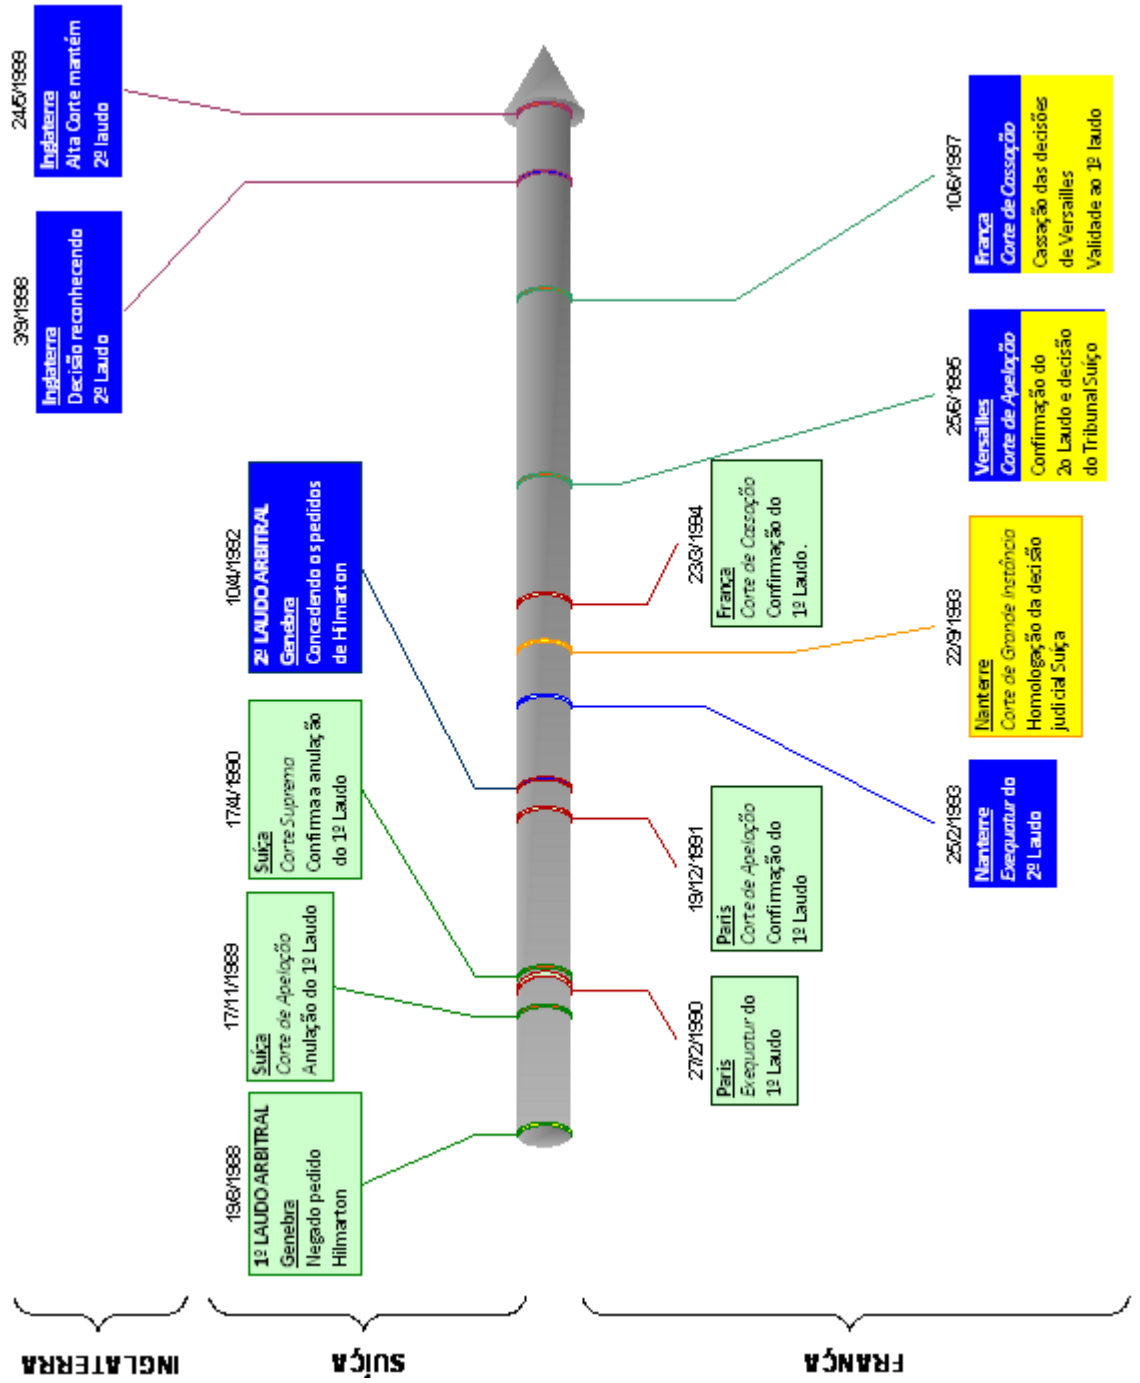 INGLATERRA
3/9/1998
Inglaterra
Decisão reconhecendo
2º Laudo
24/5/1999
Inglaterra
Alta Corte mantém
2º laudo
SUÍÇA
19/8/1988
1º LAUDO ARBITRAL
Genebra
Negado pedido
Hilmarton
17/11/1989
Suíça
Corte de Apelação
Anulação do 1º Laudo
17/4/1990
Suíça
Corte Suprema
Confirma a anulação
do 1º Laudo
10/4/1992
2º LAUDO ARBITRAL
Genebra
Concedendo os pedidos
de Hilmarton
FRANÇA
27/2/1990
Paris
Exequatur do
1º Laudo
19/12/1991
Paris
Corte de Apelação
Confirmação do
1º Laudo
23/3/1994
França
Corte de Cassação
Confirmação do
1º Laudo.
25/2/1993
Nanterre
Exequatur do
2º Laudo
22/9/1993
Nanterre
Corte de Grande Instância
Homologação da decisão
judicial Suíça
25/6/1995
Versailles
Corte de Apelação
Confirmação do
2o Laudo e decisão
do Tribunal Suíço
10/6/1997
França
Corte de Cassação
Cassação das decisões
de Versailles
Validade ao 1º laudo